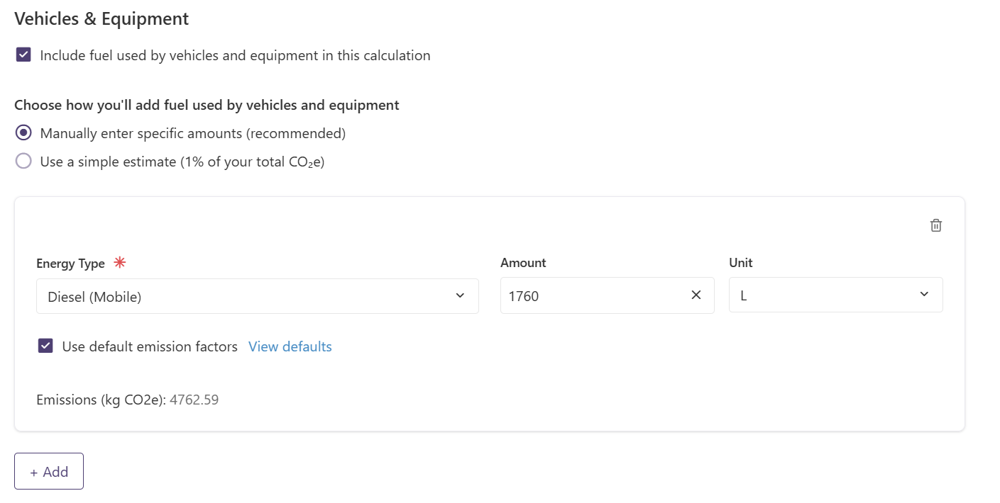 Vehicles & Equipment
Include fuel used by vehicles and equipment in this calculation
Choose how you'll add fuel used by vehicles and equipment
Manually enter specific amounts (recommended)
Use a simple estimate (1% of your total CO₂e)
Energy Type *
Amount
Unit
Diesel (Mobile)
1760
L
Use default emission factors View defaults
Emissions (kg CO2e): 4762.59
+ Add